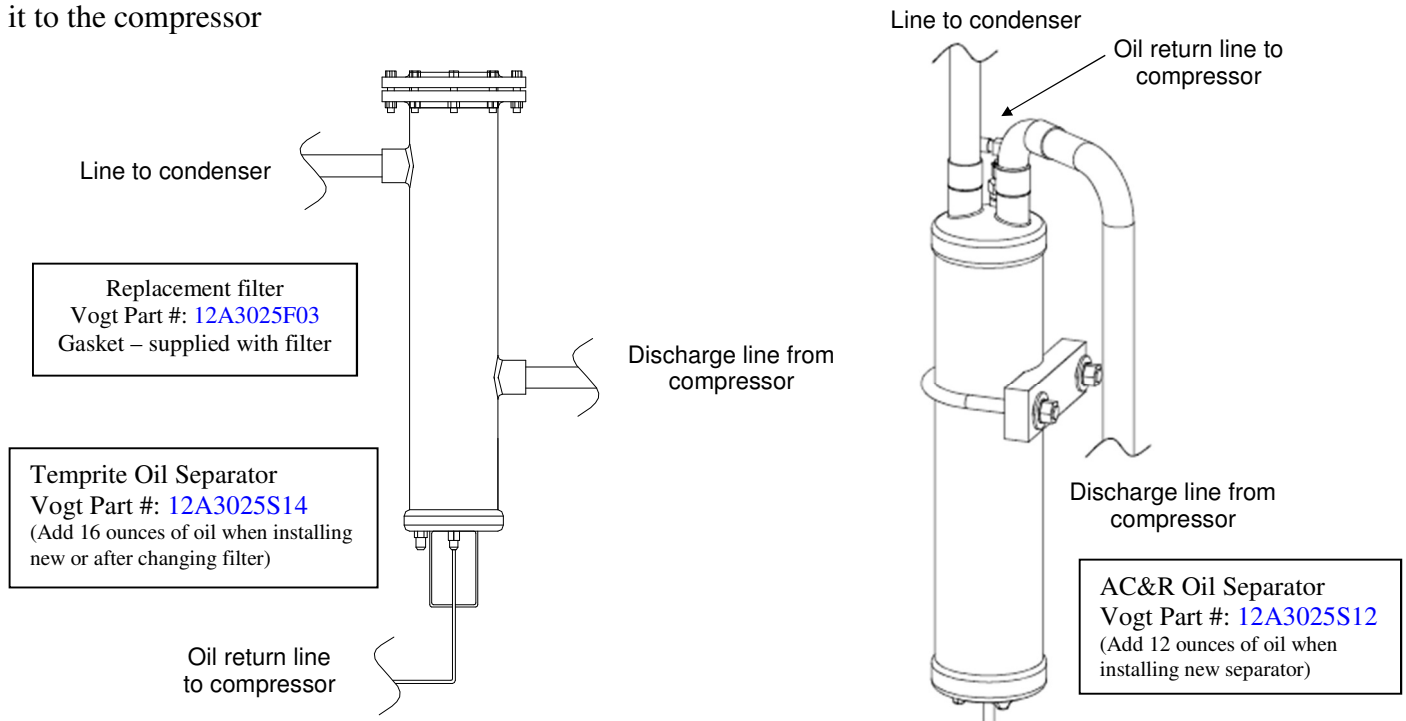 it to the compressor
Line to condenser
Replacement filter
Vogt Part #: 12A3025F03
Gasket – supplied with filter
Discharge line from
compressor
Temprite Oil Separator
Vogt Part #: 12A3025S14
(Add 16 ounces of oil when installing
new or after changing filter)
Oil return line
to compressor
Line to condenser
Oil return line to
compressor
Discharge line from
compressor
AC&R Oil Separator
Vogt Part #: 12A3025S12
(Add 12 ounces of oil when
installing new separator)